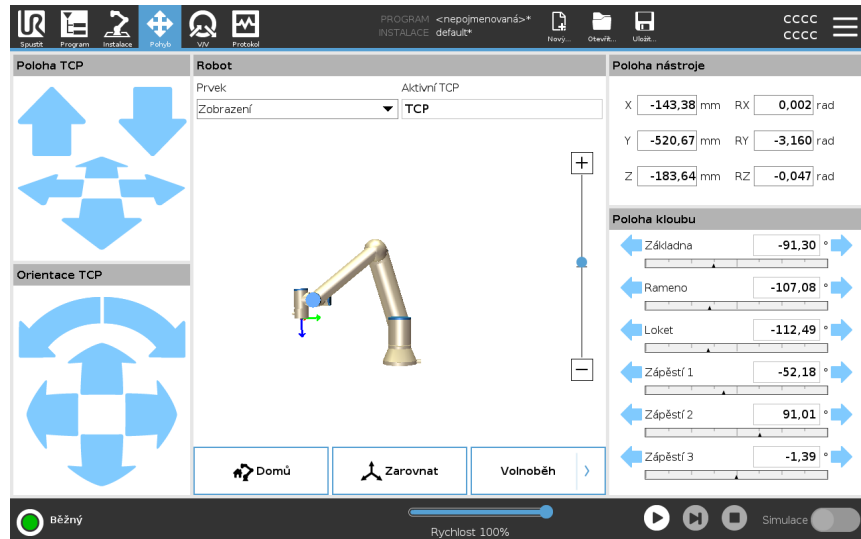 Spustit Program Instalace Pohyb V/V Protokol
PROGRAM <nepojmenovaná>*
INSTALACE default*
Nový... Otevřít... Uložit...
CCCC
CCCC
Poloha TCP
Orientace TCP
Robot
Prvek Aktivní TCP
Zobrazení TCP
Domů Zarovnat Volnoběh
Poloha nástroje
X -143,38 mm RX 0,002 rad
Y -520,67 mm RY -3,160 rad
Z -183,64 mm RZ -0,047 rad
Poloha kloubu
Základna -91,30 °
Rameno -107,08 °
Loket -112,49 °
Zápěstí 1 -52,18 °
Zápěstí 2 91,01 °
Zápěstí 3 -1,39 °
Běžný
Rychlost 100%
Simulace